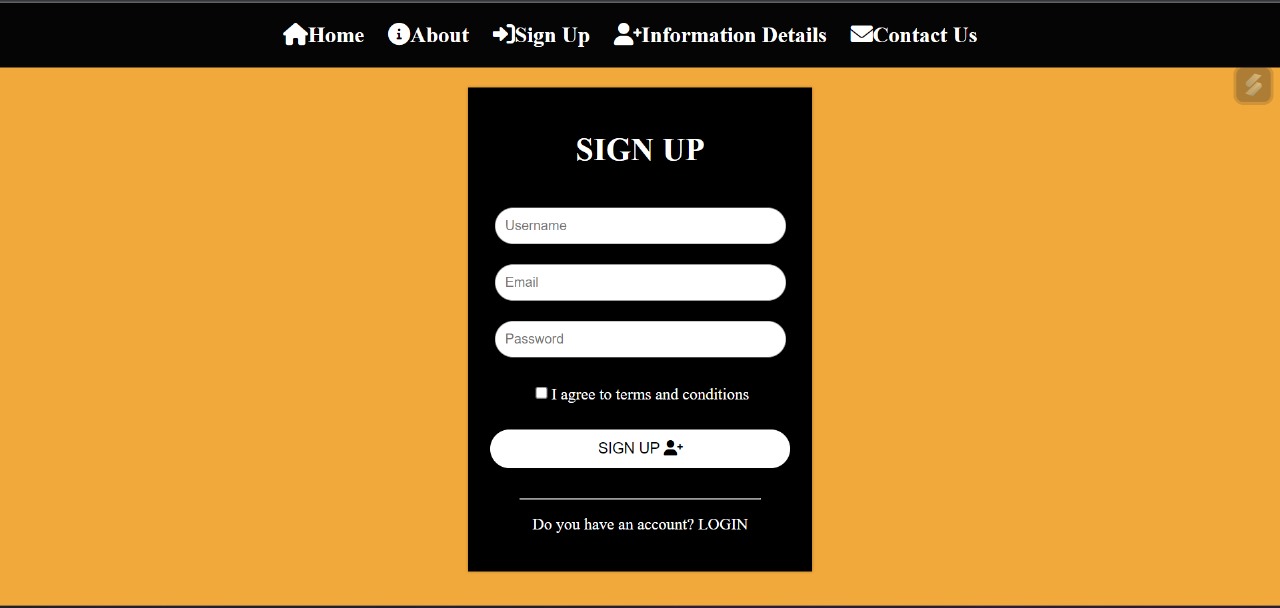 Home About Sign Up Information Details Contact Us
SIGN UP
Username
Email
Password
I agree to terms and conditions
SIGN UP
Do you have an account? LOGIN